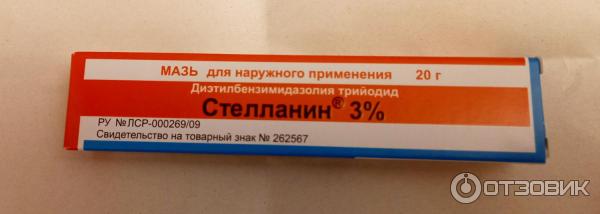 МАЗЬ для наружного применения 20 г
Диэтилбензимидазолия трийодид
Стелланин® 3%
РУ №ЛСР-000269/09
Свидетельство на товарный знак № 262567
ОТЗОВИК